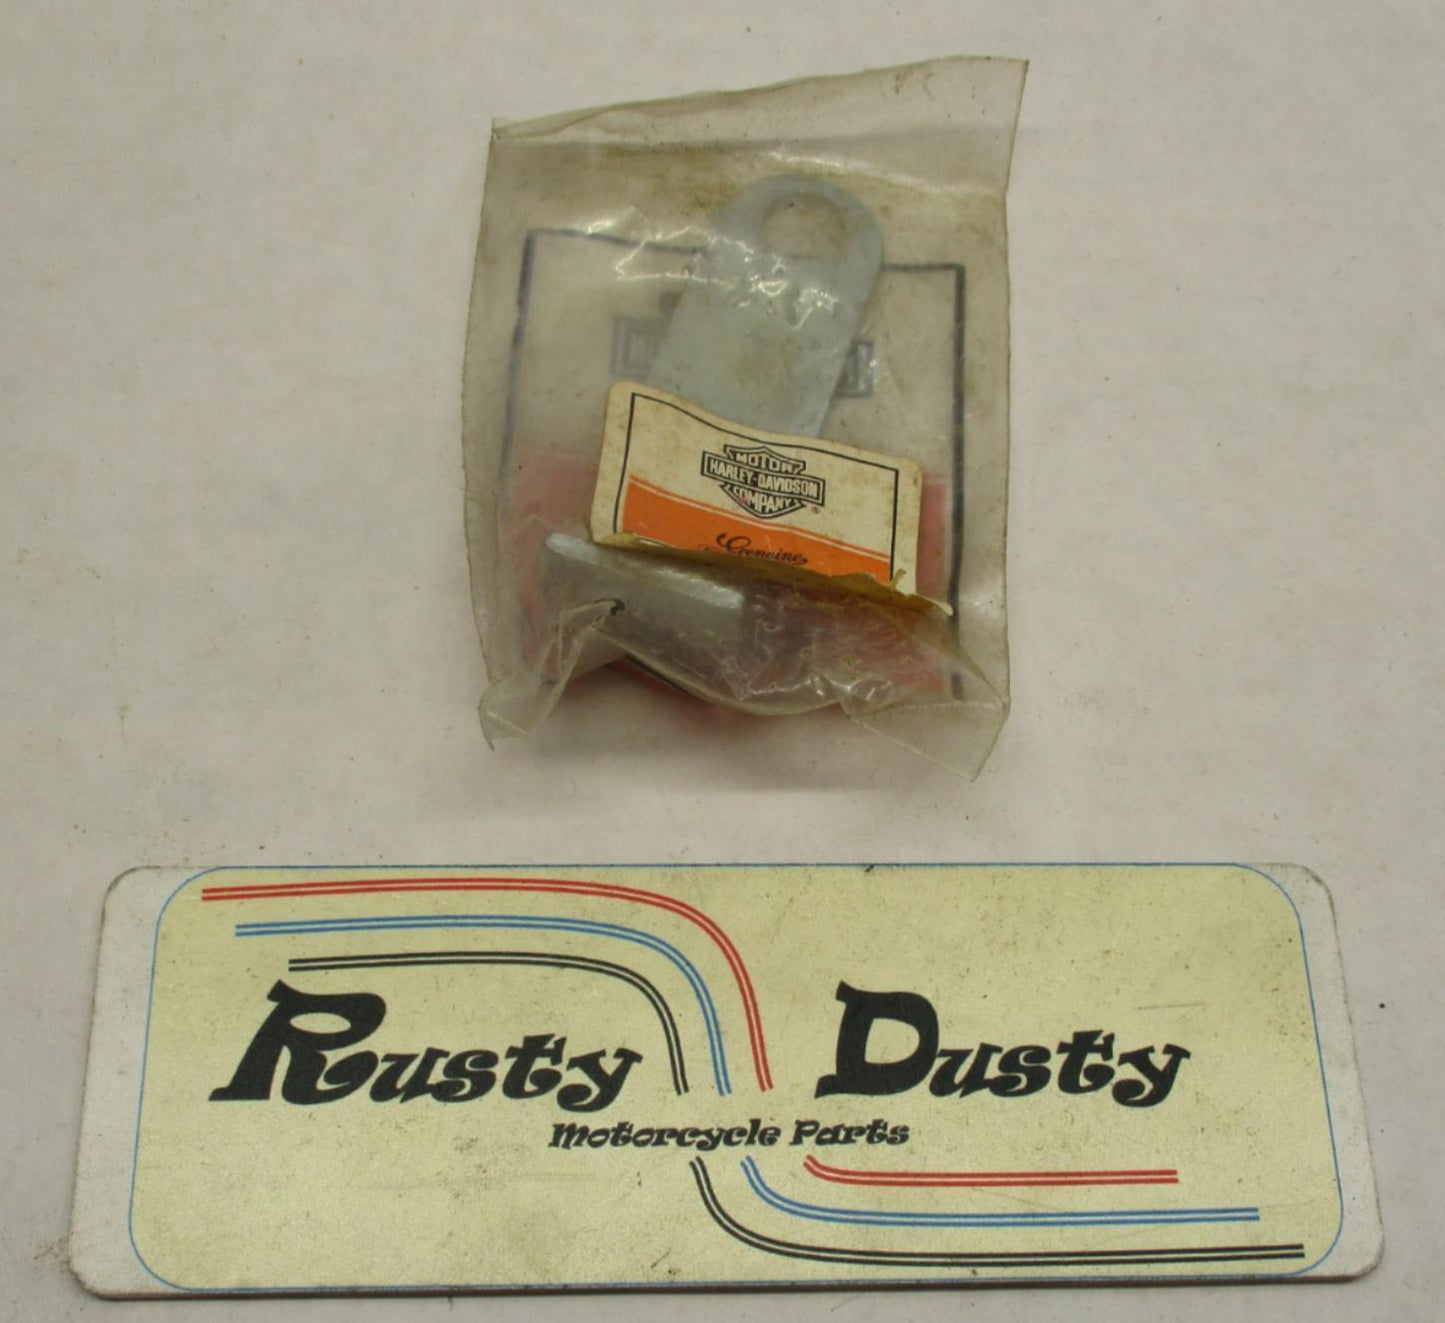 MOTOR
HARLEY-DAVIDSON
COMPANY
®
Genuine
Rusty Dusty
Motorcycle Parts